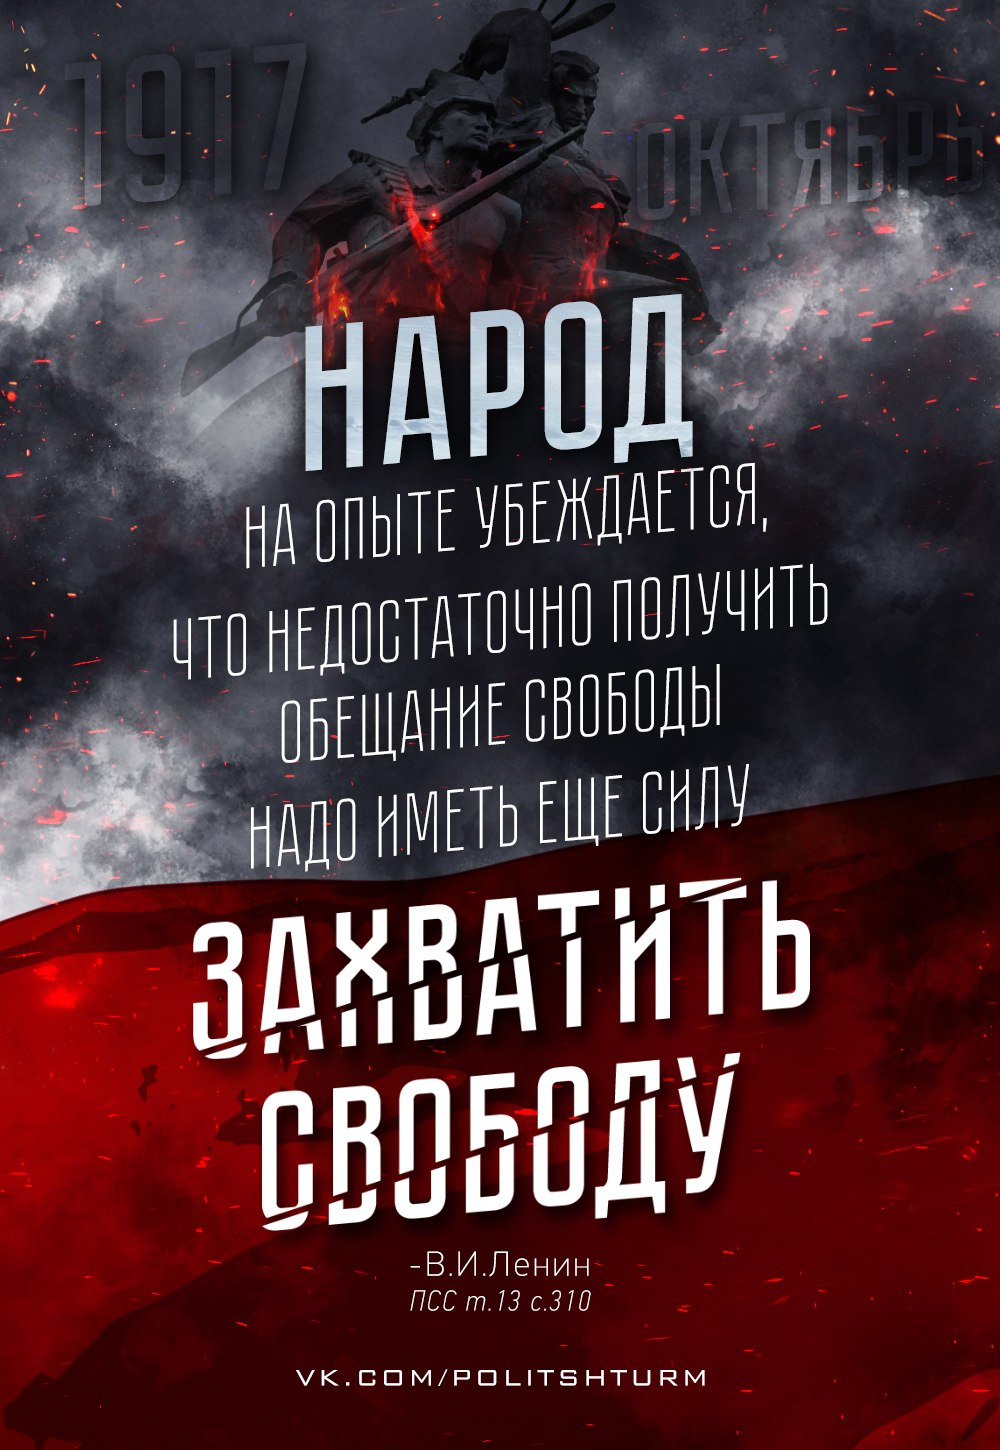 1917
ОКТЯБРЬ
НАРОД
НА ОПЫТЕ УБЕЖДАЕТСЯ,
ЧТО НЕДОСТАТОЧНО ПОЛУЧИТЬ
ОБЕЩАНИЕ СВОБОДЫ
НАДО ИМЕТЬ ЕЩЕ СИЛУ
ЗАХВАТИТЬ
СВОБОДУ
-В.И.Ленин
ПСС т.13 с.310
VK.COM/POLITSHTURM